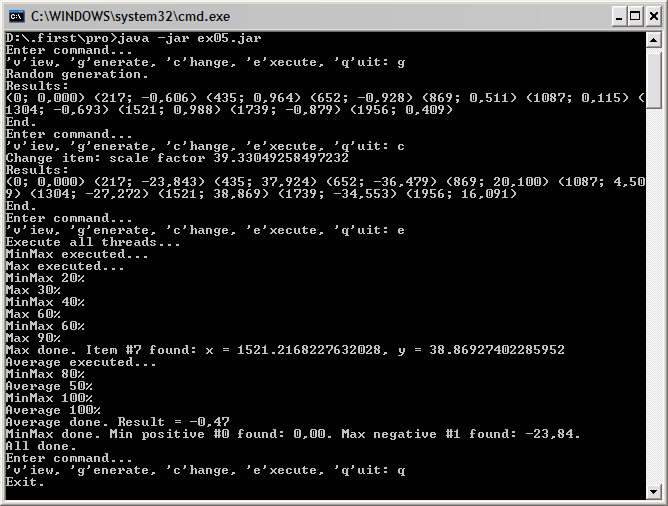 C:\WINDOWS\system32\cmd.exe
D:\.first\pro>java -jar ex05.jar
Enter command...
'v'iew, 'g'enerate, 'c'hange, 'e'xecute, 'q'uit: g
Random generation.
Results:
(0; 0,000) (217; -0,606) (435; 0,964) (652; -0,928) (869; 0,511) (1087; 0,115) (
1304; -0,693) (1521; 0,988) (1739; -0,879) (1956; 0,409)
End.
Enter command...
'v'iew, 'g'enerate, 'c'hange, 'e'xecute, 'q'uit: c
Change item: scale factor 39.33049258497232
Results:
(0; 0,000) (217; -23,843) (435; 37,924) (652; -36,479) (869; 20,100) (1087; 4,50
9) (1304; -27,272) (1521; 38,869) (1739; -34,553) (1956; 16,091)
End.
Enter command...
'v'iew, 'g'enerate, 'c'hange, 'e'xecute, 'q'uit: e
Execute all threads...
MinMax executed...
Max executed...
MinMax 20%
Max 30%
MinMax 40%
Max 60%
MinMax 60%
Max 90%
Max done. Item #7 found: x = 1521.2168227632028, y = 38.86927402285952
Average executed...
MinMax 80%
Average 50%
MinMax 100%
Average 100%
Average done. Result = -0,47
MinMax done. Min positive #0 found: 0,00. Max negative #1 found: -23,84.
All done.
Enter command...
'v'iew, 'g'enerate, 'c'hange, 'e'xecute, 'q'uit: q
Exit.